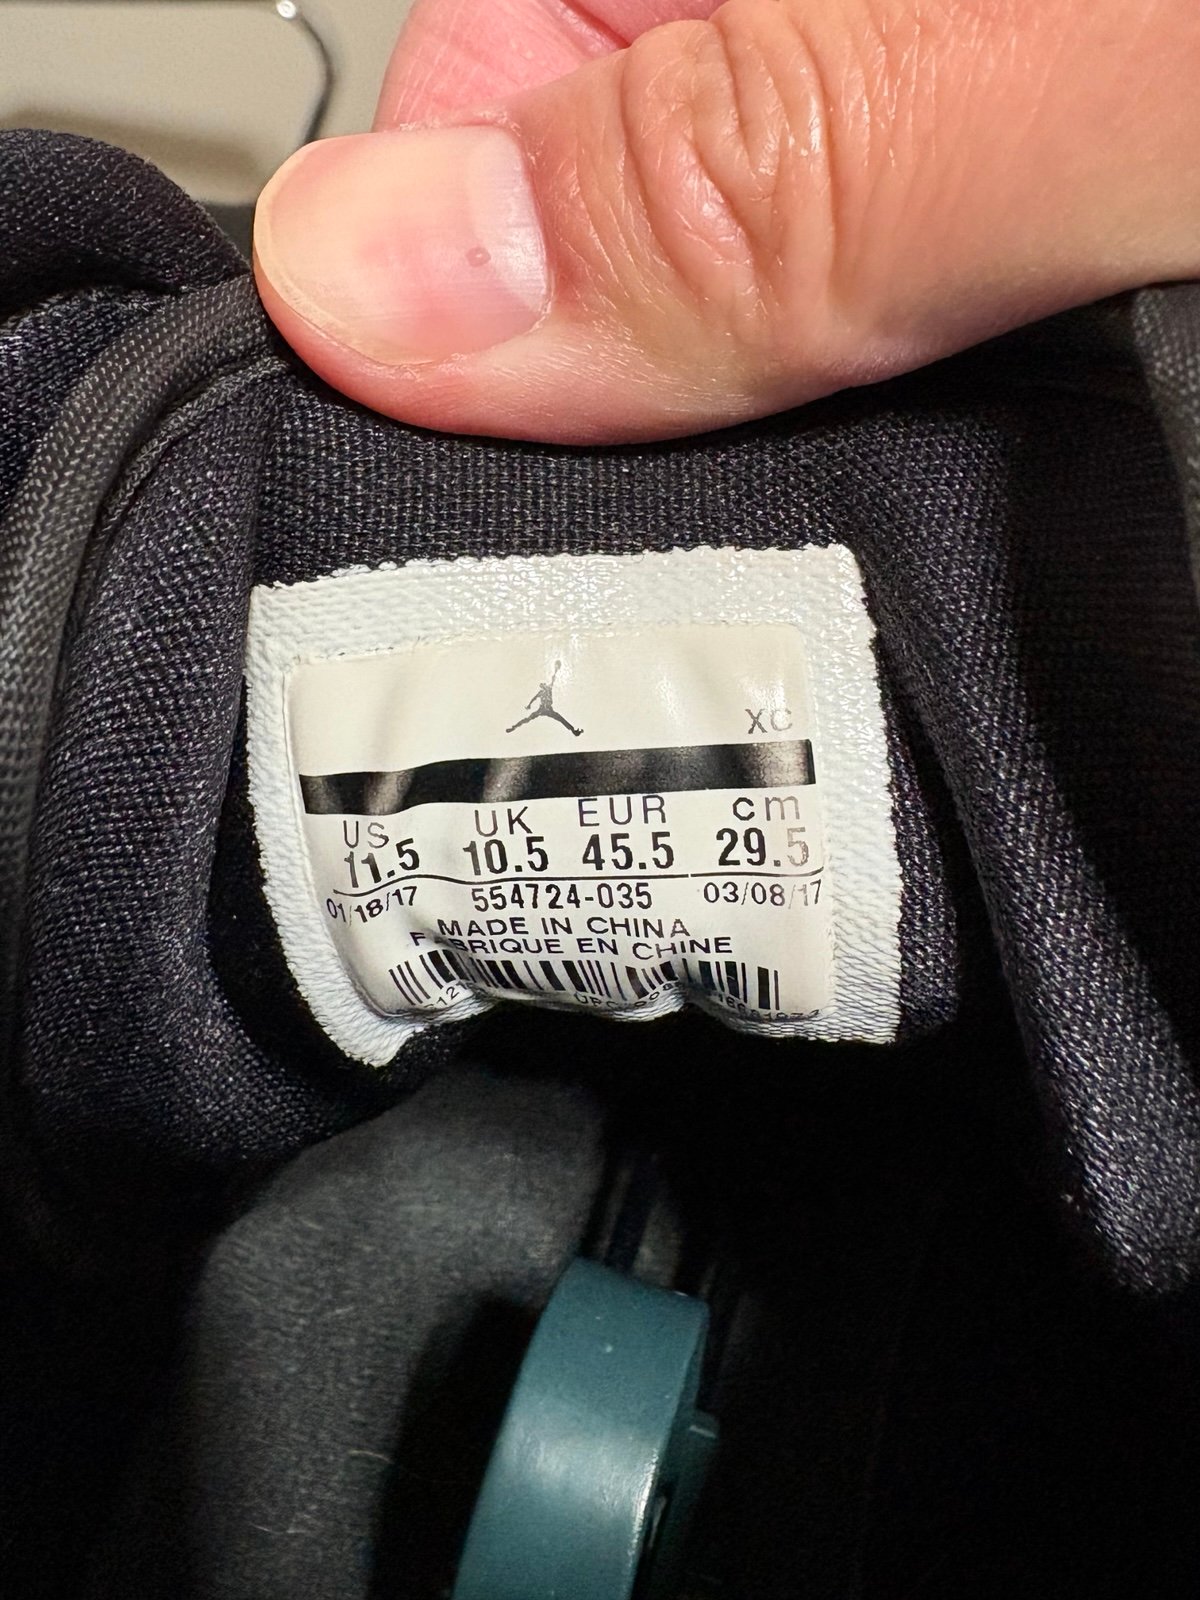 XC
US UK EUR cm
11.5 10.5 45.5 29.5
01/18/17 554724-035 03/08/17
MADE IN CHINA
FABRIQUE EN CHINE
UPC